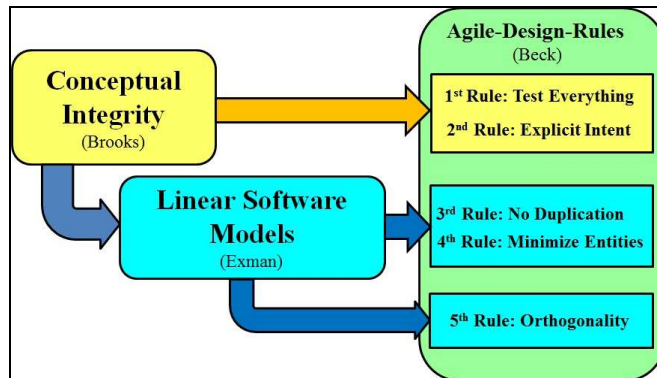 Agile-Design-Rules
(Beck)
Conceptual
Integrity
(Brooks)
1st Rule: Test Everything
2nd Rule: Explicit Intent
Linear Software
Models
(Exman)
3rd Rule: No Duplication
4th Rule: Minimize Entities
5th Rule: Orthogonality